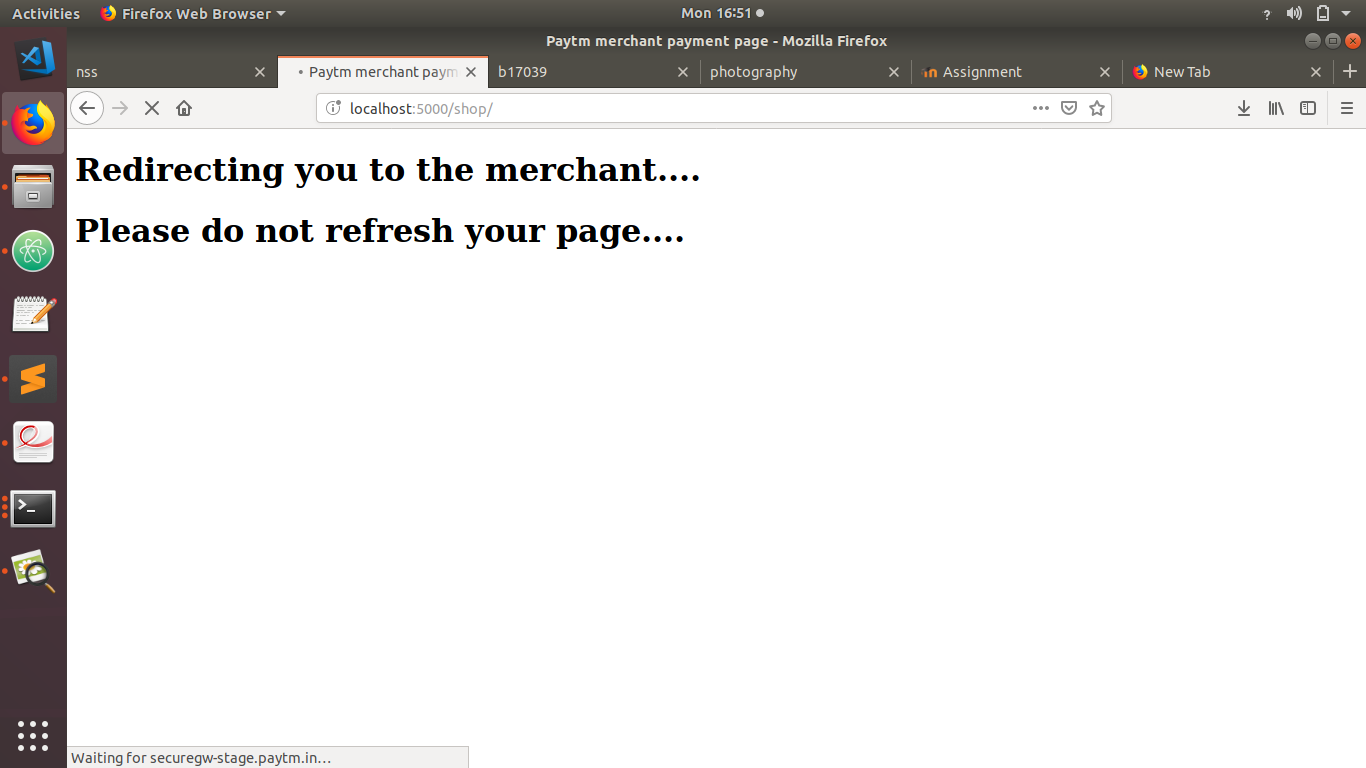 Activities Firefox Web Browser Mon 16:51 ?
Paytm merchant payment page - Mozilla Firefox
nss Paytm merchant paym b17039 photography Assignment New Tab
localhost:5000/shop/
Redirecting you to the merchant....
Please do not refresh your page....
Waiting for securegw-stage.paytm.in…